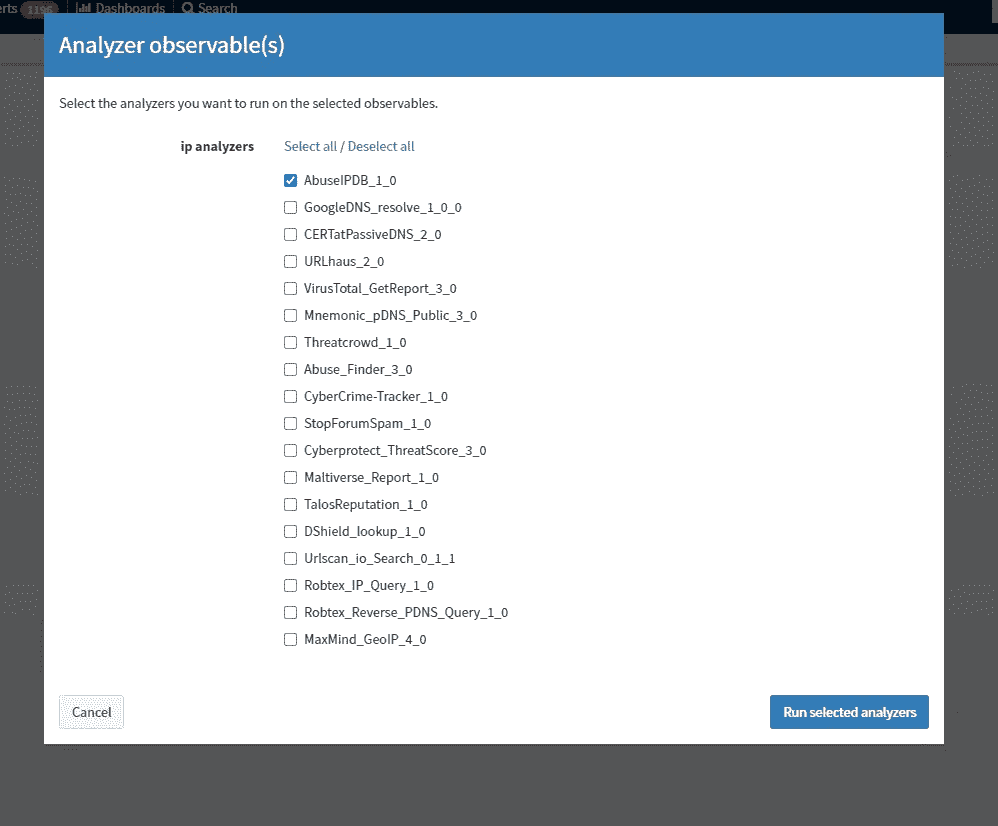 erts 1196 Dashboards Search
Analyzer observable(s)
Select the analyzers you want to run on the selected observables.
ip analyzers Select all / Deselect all
AbuseIPDB_1_0
GoogleDNS_resolve_1_0_0
CERTatPassiveDNS_2_0
URLhaus_2_0
VirusTotal_GetReport_3_0
Mnemonic_pDNS_Public_3_0
Threatcrowd_1_0
Abuse_Finder_3_0
CyberCrime-Tracker_1_0
StopForumSpam_1_0
Cyberprotect_ThreatScore_3_0
Maltiverse_Report_1_0
TalosReputation_1_0
DShield_lookup_1_0
Urlscan_io_Search_0_1_1
Robtex_IP_Query_1_0
Robtex_Reverse_PDNS_Query_1_0
MaxMind_GeoIP_4_0
Cancel Run selected analyzers